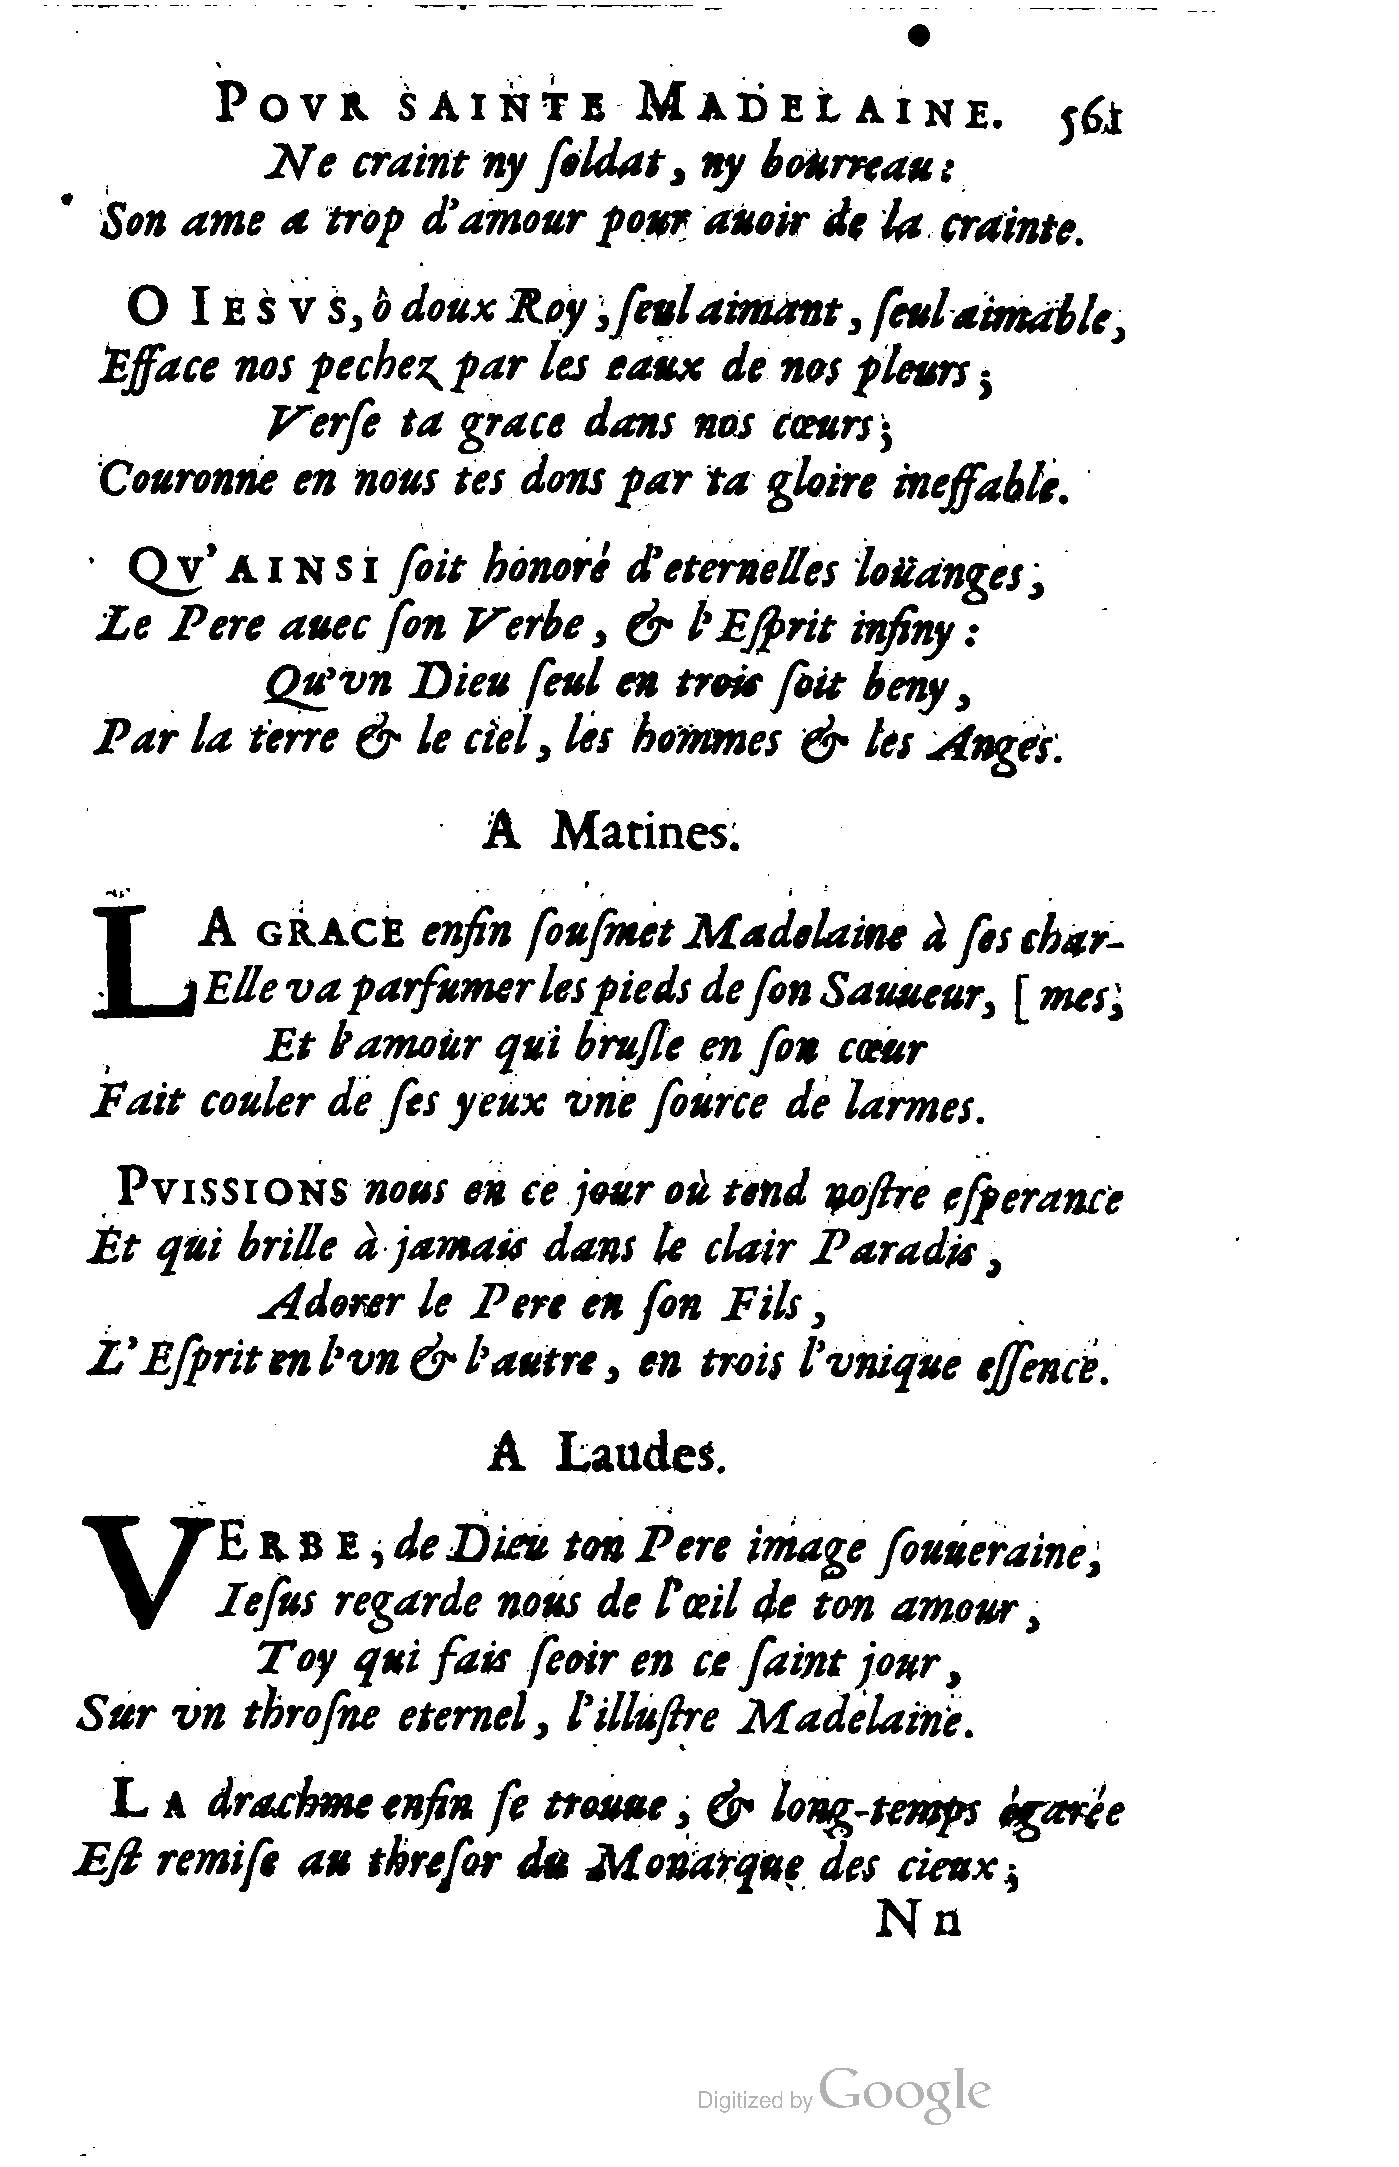 POVR SAINTE MADELAINE. 561
Ne craint ny ſoldat, ny bourreau:
Son ame a trop d'amour pour auoir de la crainte.
O IESVS, ô doux Roy, ſeul aimant, ſeul aimable,
Efface nos pechez par les eaux de nos pleurs;
Verſe ta grace dans nos cœurs;
Couronne en nous tes dons par ta gloire ineffable.
QV'AINSI ſoit honoré d'eternelles loüanges,
Le Pere auec ſon Verbe, & l'Eſprit infiny:
Qu'vn Dieu ſeul en trois ſoit beny,
Par la terre & le ciel, les hommes & les Anges.
A Matines.
LA GRACE enfin ſouſmet Madelaine à ſes char-
Elle va parfumer les pieds de ſon Sauueur, [mes;
Et l'amour qui bruſle en ſon cœur
Fait couler de ſes yeux vne ſource de larmes.
PVISSIONS nous en ce jour où tend noſtre eſperance
Et qui brille à jamais dans le clair Paradis,
Adorer le Pere en ſon Fils,
L'Eſprit en l'vn & l'autre, en trois l'vnique eſſence.
A Laudes.
VERBE, de Dieu ton Pere image ſouueraine,
Ieſus regarde nous de l'œil de ton amour,
Toy qui fais ſeoir en ce ſaint jour,
Sur vn throſne eternel, l'illuſtre Madelaine.
LA drachme enfin ſe trouue, & long-temps égarée
Eſt remiſe au threſor du Monarque des cieux;
Nn
Digitized by Google